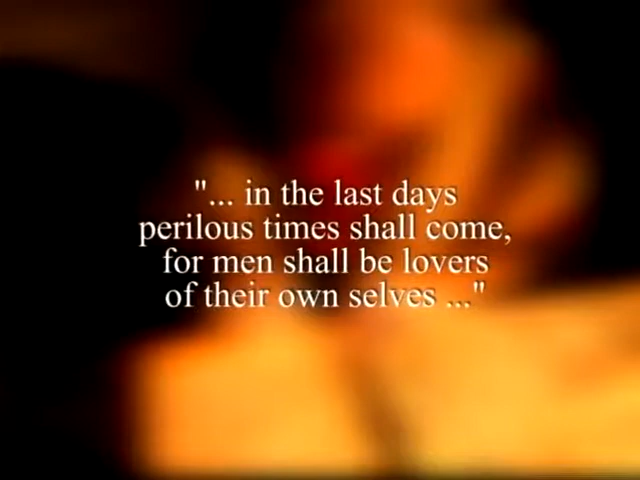 "... in the last days
perilous times shall come,
for men shall be lovers
of their own selves ..."